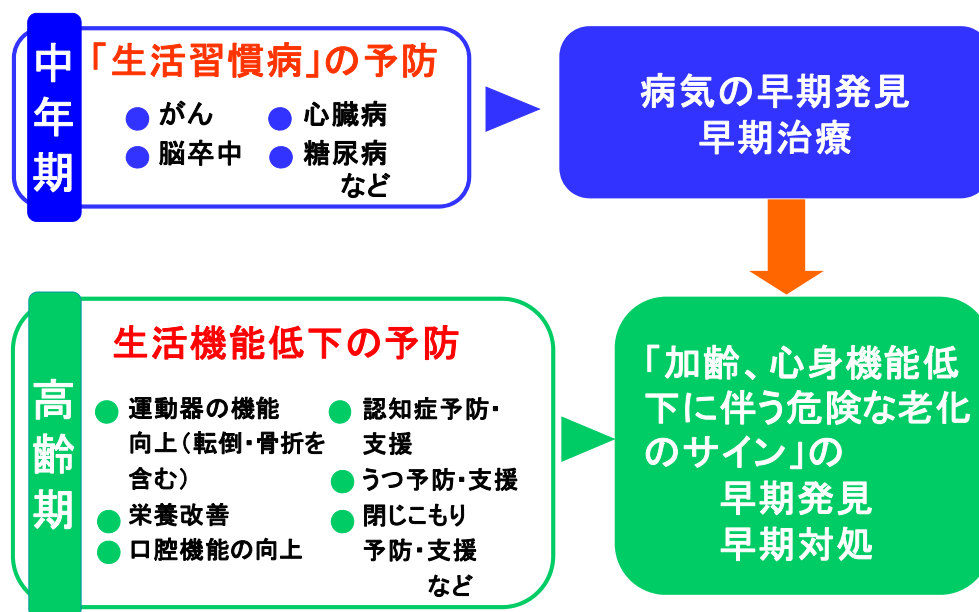 中年期
「生活習慣病」の予防
● がん
● 心臓病
● 脳卒中
● 糖尿病
など
病気の早期発見
早期治療
高齢期
生活機能低下の予防
● 運動器の機能
向上（転倒・骨折を
含む）
● 栄養改善
● 口腔機能の向上
● 認知症予防・
支援
● うつ予防・支援
● 閉じこもり
予防・支援
など
「加齢、心身機能低
下に伴う危険な老化
のサイン」の
早期発見
早期対処